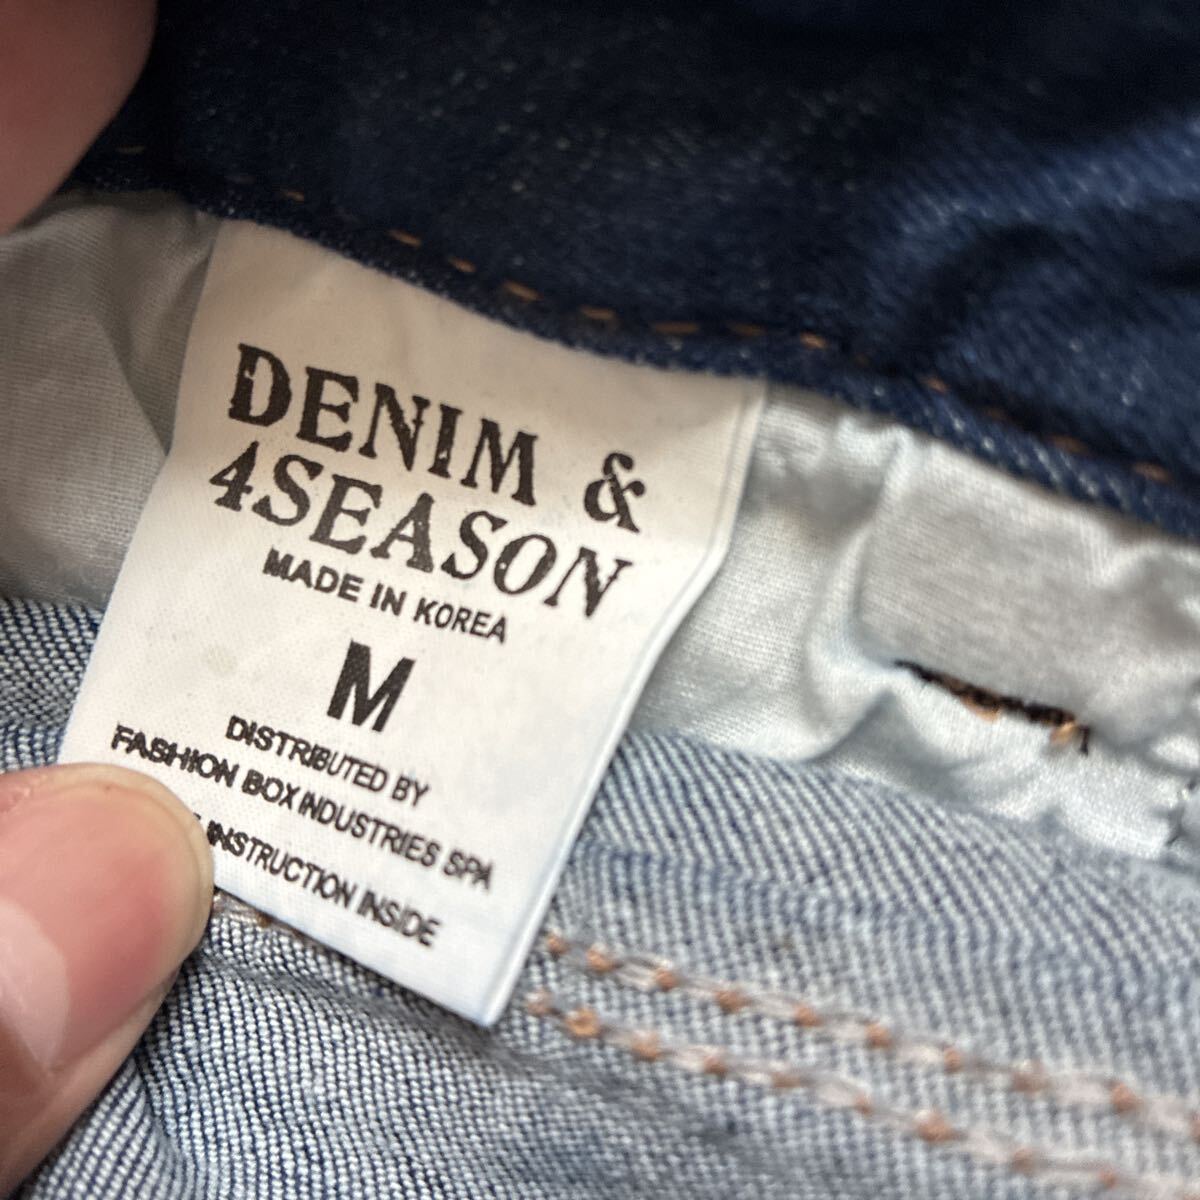 DENIM &
4SEASON
MADE IN KOREA
M
DISTRIBUTED BY
FASHION BOX INDUSTRIES SPA
INSTRUCTION INSIDE